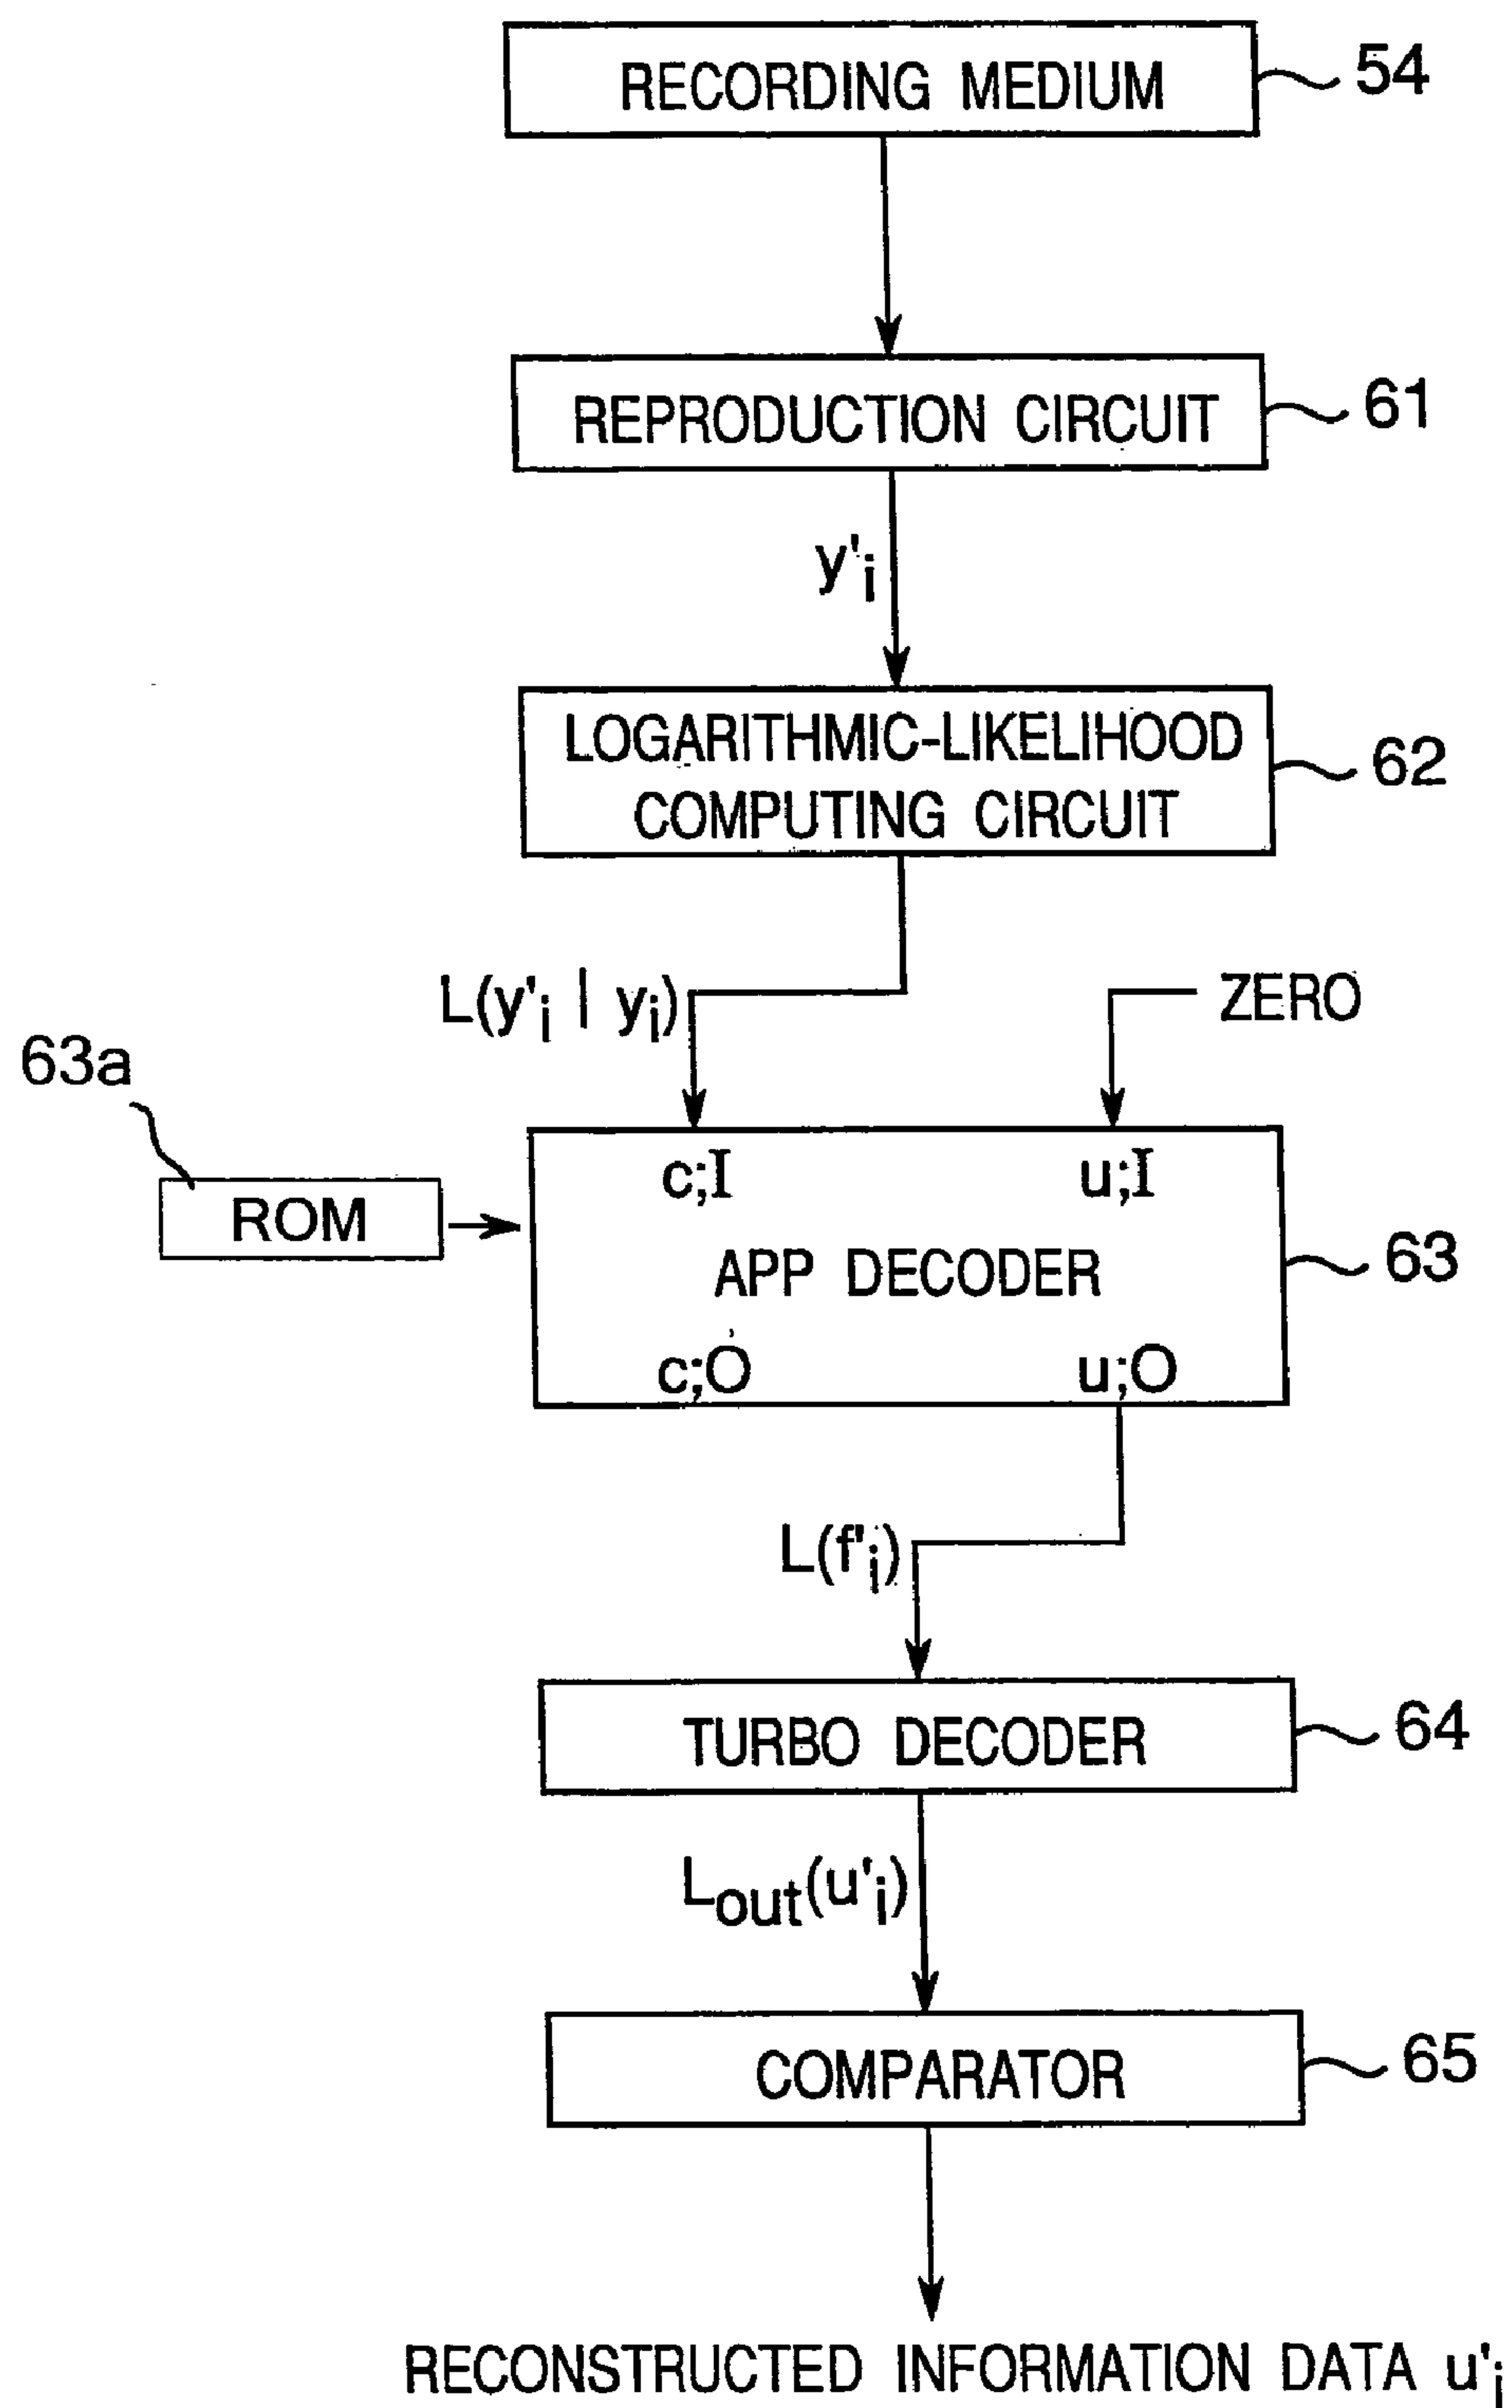 RECORDING MEDIUM
54
REPRODUCTION CIRCUIT
61
y'i
LOGARITHMIC-LIKELIHOOD
COMPUTING CIRCUIT
62
L(y'i | yi)
ZERO
63a
ROM
c;I
u;I
APP DECODER
63
c;O
u;O
L(f'i)
TURBO DECODER
64
Lout(u'i)
COMPARATOR
65
RECONSTRUCTED INFORMATION DATA u'i